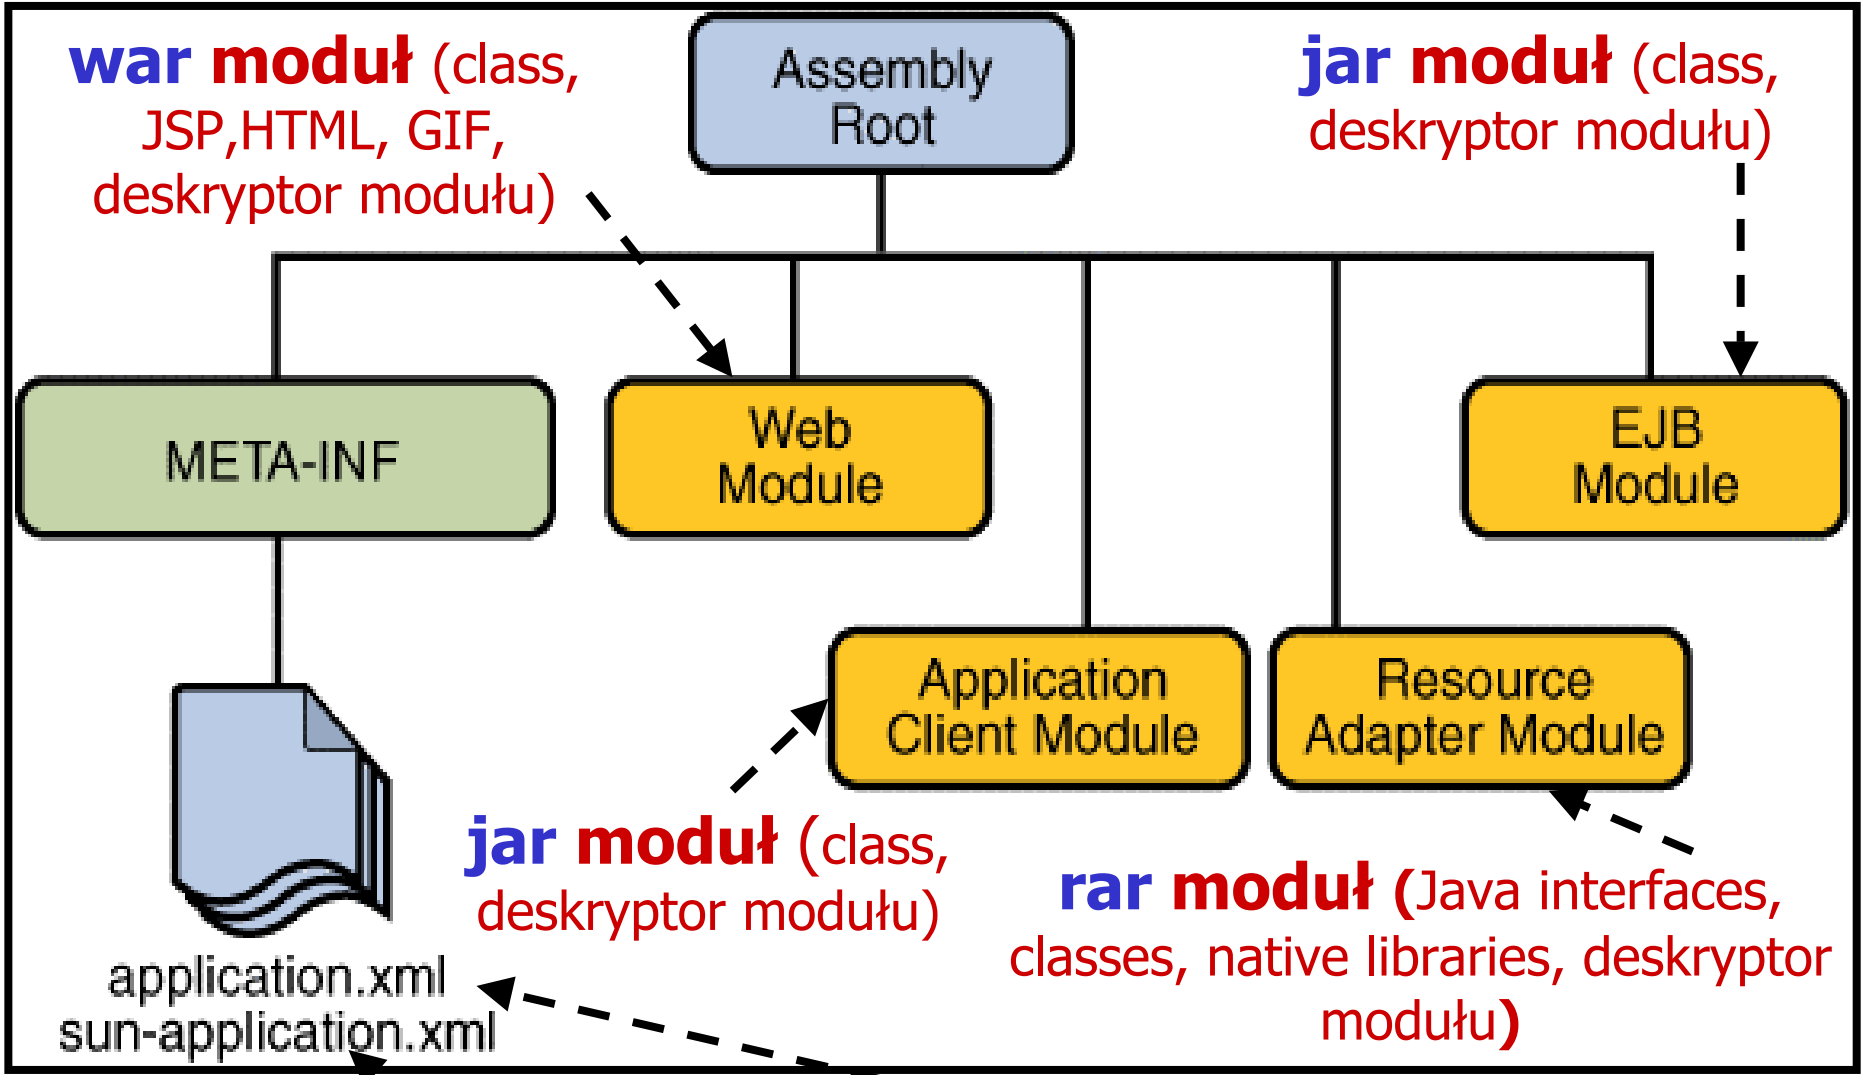 war moduł (class,
JSP,HTML, GIF,
deskryptor modułu)
Assembly
Root
jar moduł (class,
deskryptor modułu)
META-INF
Web
Module
EJB
Module
Application
Client Module
Resource
Adapter Module
jar moduł (class,
deskryptor modułu)
rar moduł (Java interfaces,
classes, native libraries, deskryptor
modułu)
application.xml
sun-application.xml